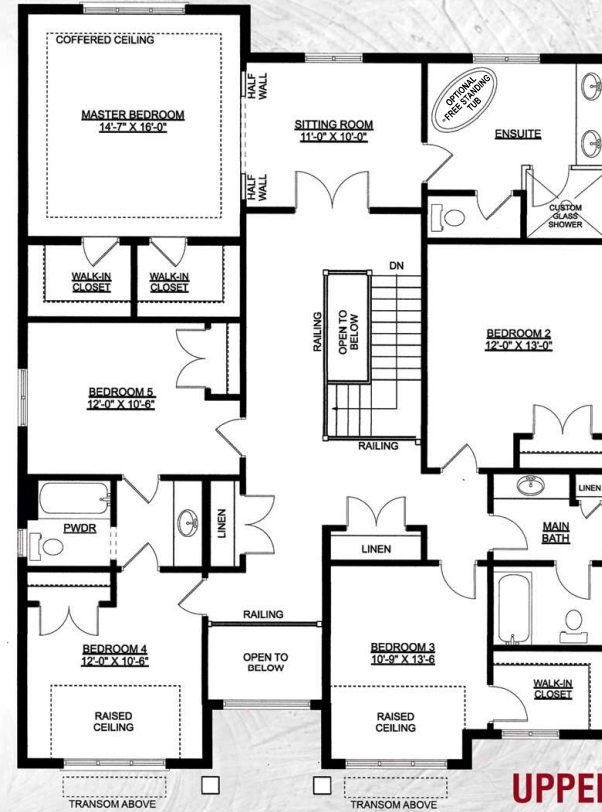 COFFERED CEILING
MASTER BEDROOM
14'-7" X 16'-0"
HALF
WALL
HALF
WALL
SITTING ROOM
11'-0" X 10'-0"
OPTIONAL
*FREE STANDING
TUB
ENSUITE
CUSTOM
GLASS
SHOWER
WALK-IN
CLOSET
WALK-IN
CLOSET
DN
RAILING
OPEN TO
BELOW
RAILING
BEDROOM 2
12'-0" X 13'-0"
BEDROOM 5
12'-0" X 10'-6"
PWDR
LINEN
LINEN
LINEN
MAIN
BATH
RAILING
OPEN TO
BELOW
BEDROOM 4
12'-0" X 10'-6"
RAISED
CEILING
BEDROOM 3
10'-9" X 13'-6
RAISED
CEILING
WALK-IN
CLOSET
TRANSOM ABOVE
TRANSOM ABOVE
UPPER